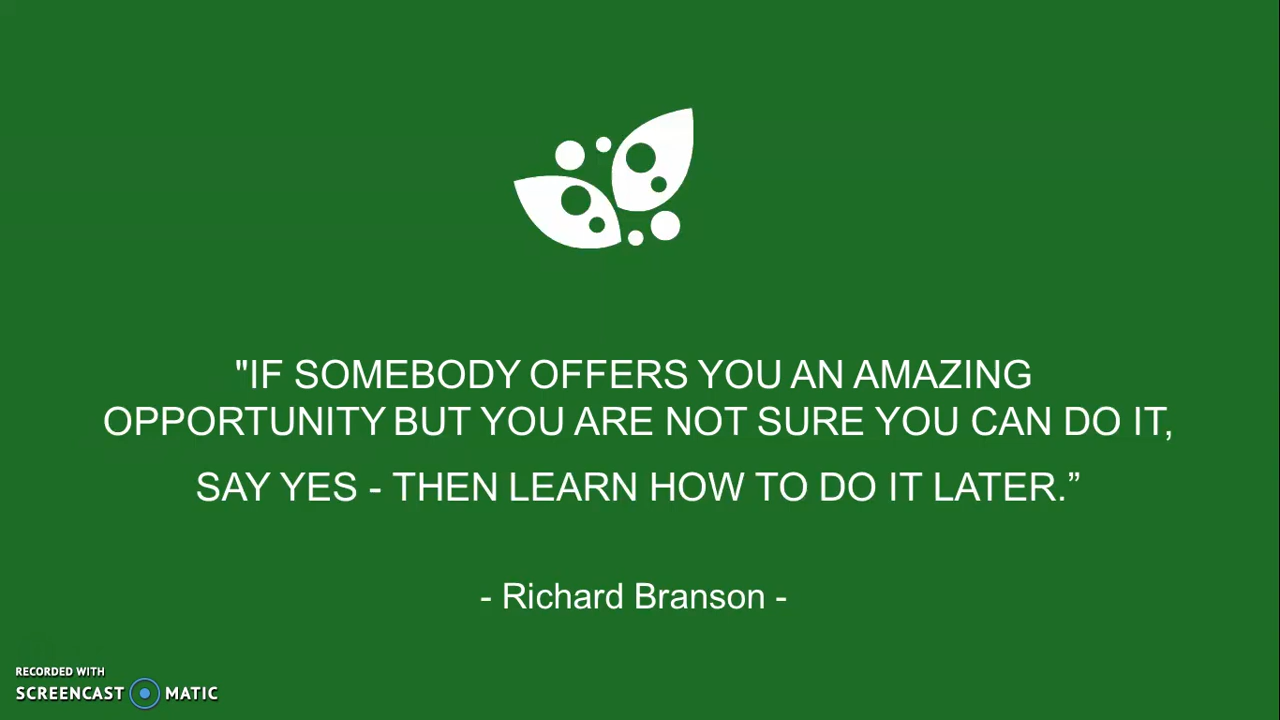 "IF SOMEBODY OFFERS YOU AN AMAZING
OPPORTUNITY BUT YOU ARE NOT SURE YOU CAN DO IT,
SAY YES - THEN LEARN HOW TO DO IT LATER.”
- Richard Branson -
RECORDED WITH
SCREENCAST MATIC